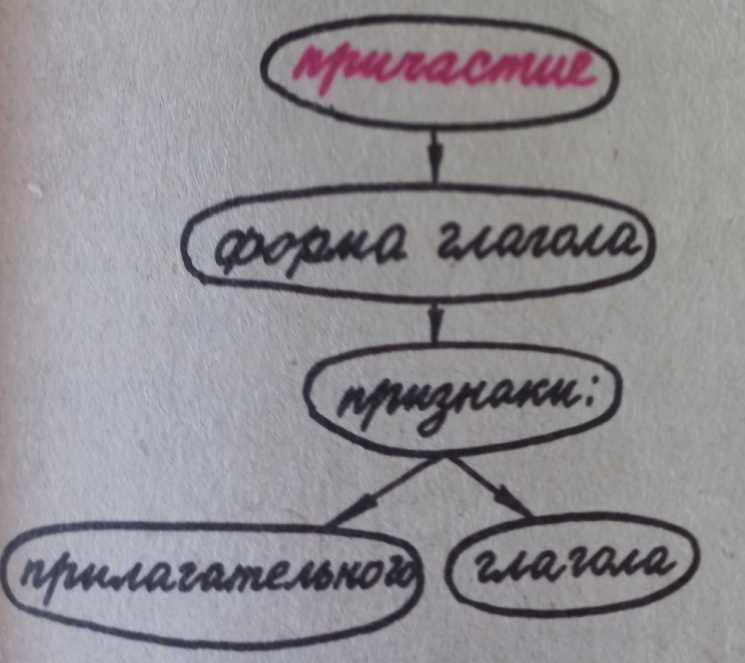 причастие
форма глагола
признаки:
прилагательного
глагола